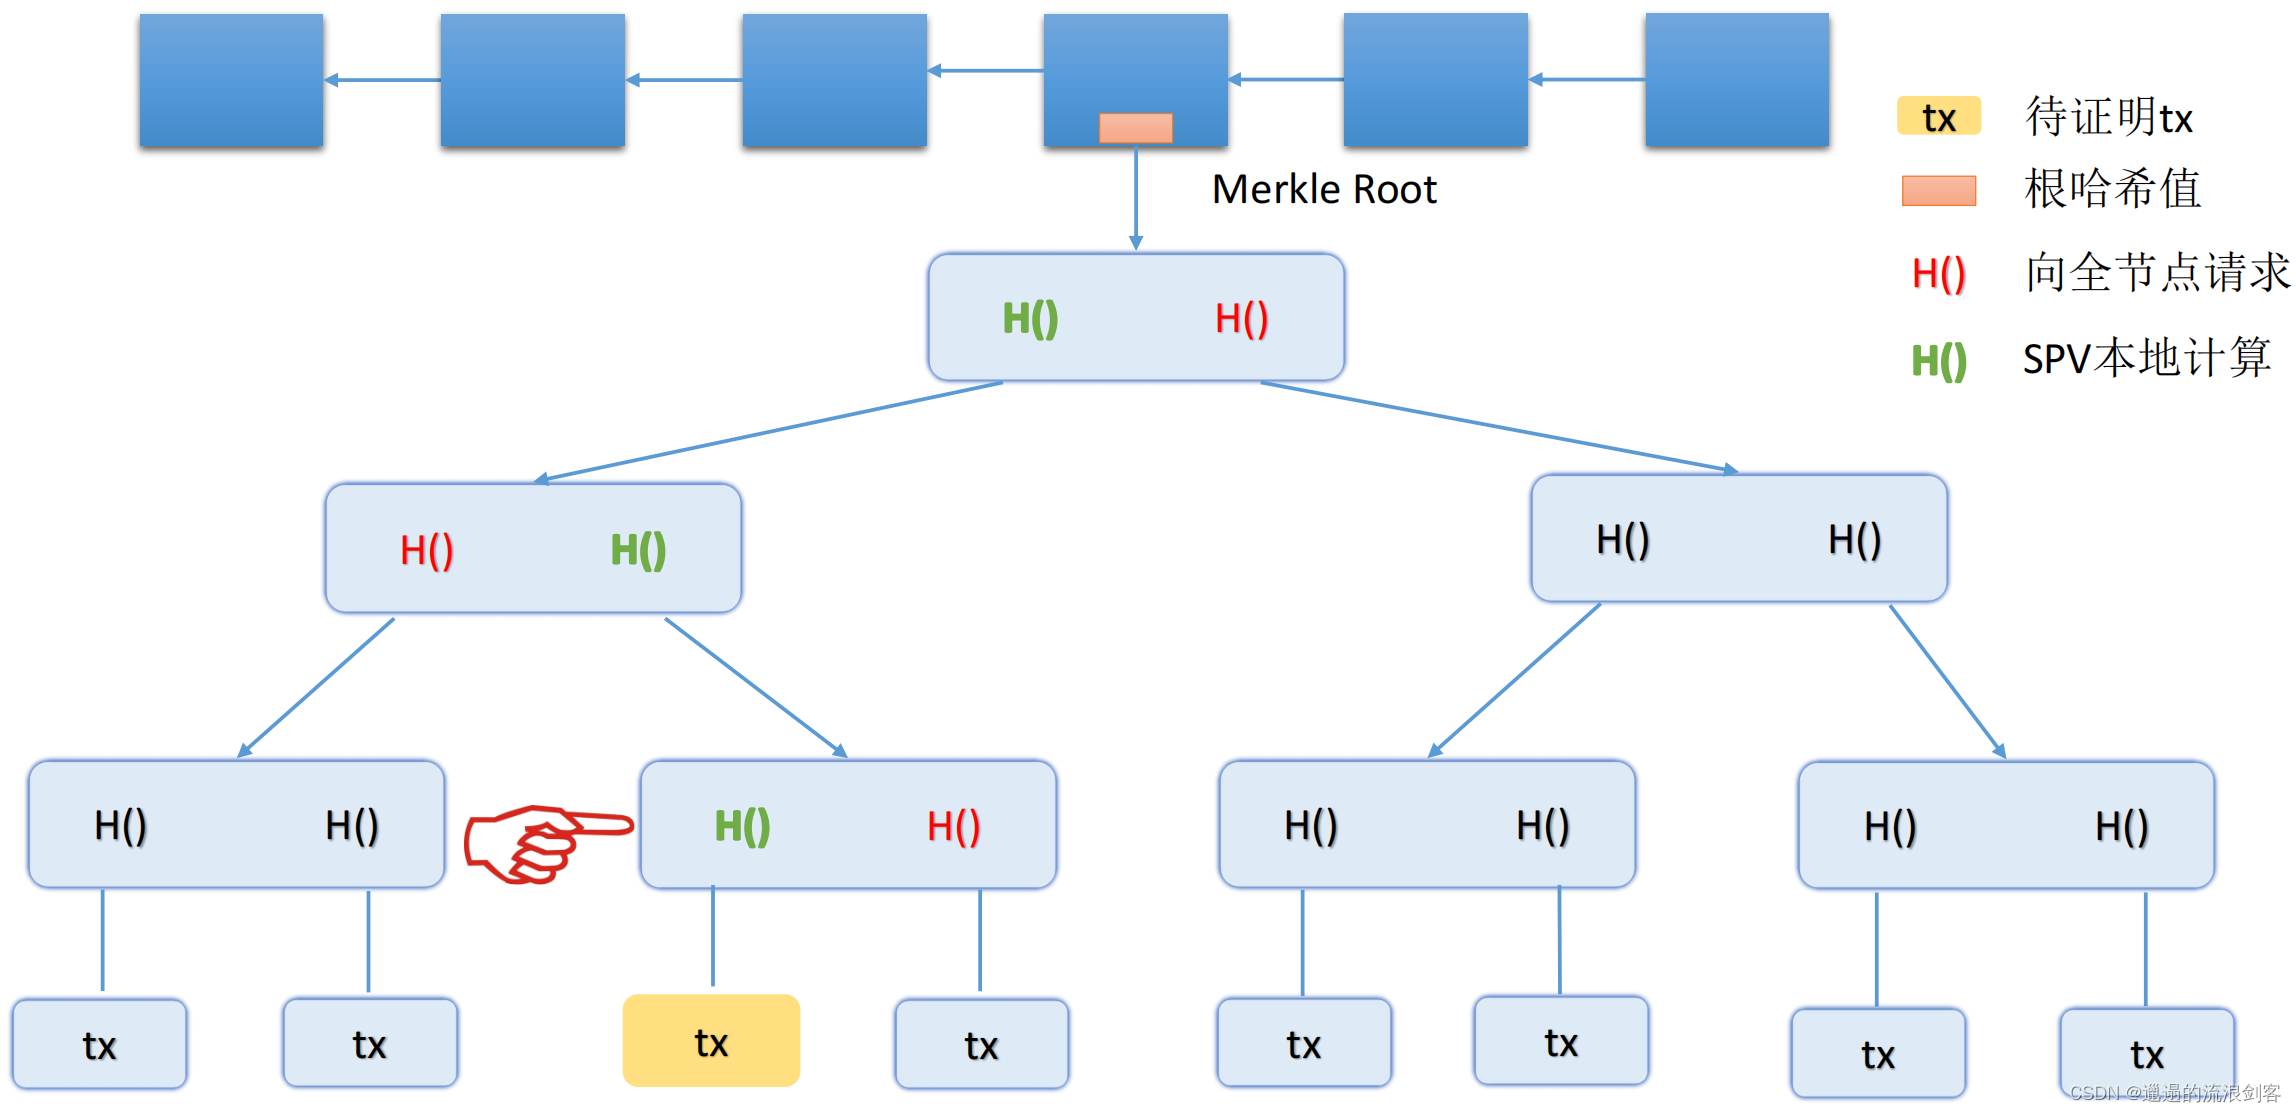 tx 待证明tx
Merkle Root
根哈希值
H() 向全节点请求
H() H()
H() SPV本地计算
H() H() H() H()
H() H() H() H() H() H() H() H()
tx tx tx tx tx tx tx tx
CSDN @邋遢的流浪剑客